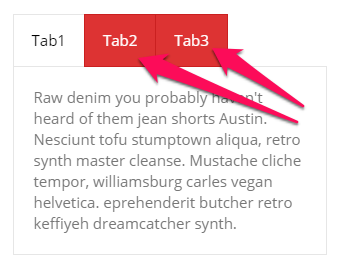 Tab1 Tab2 Tab3
Raw denim you probably haven't
heard of them jean shorts Austin.
Nesciunt tofu stumptown aliqua, retro
synth master cleanse. Mustache cliche
tempor, williamsburg carles vegan
helvetica. eprehenderit butcher retro
keffiyeh dreamcatcher synth.